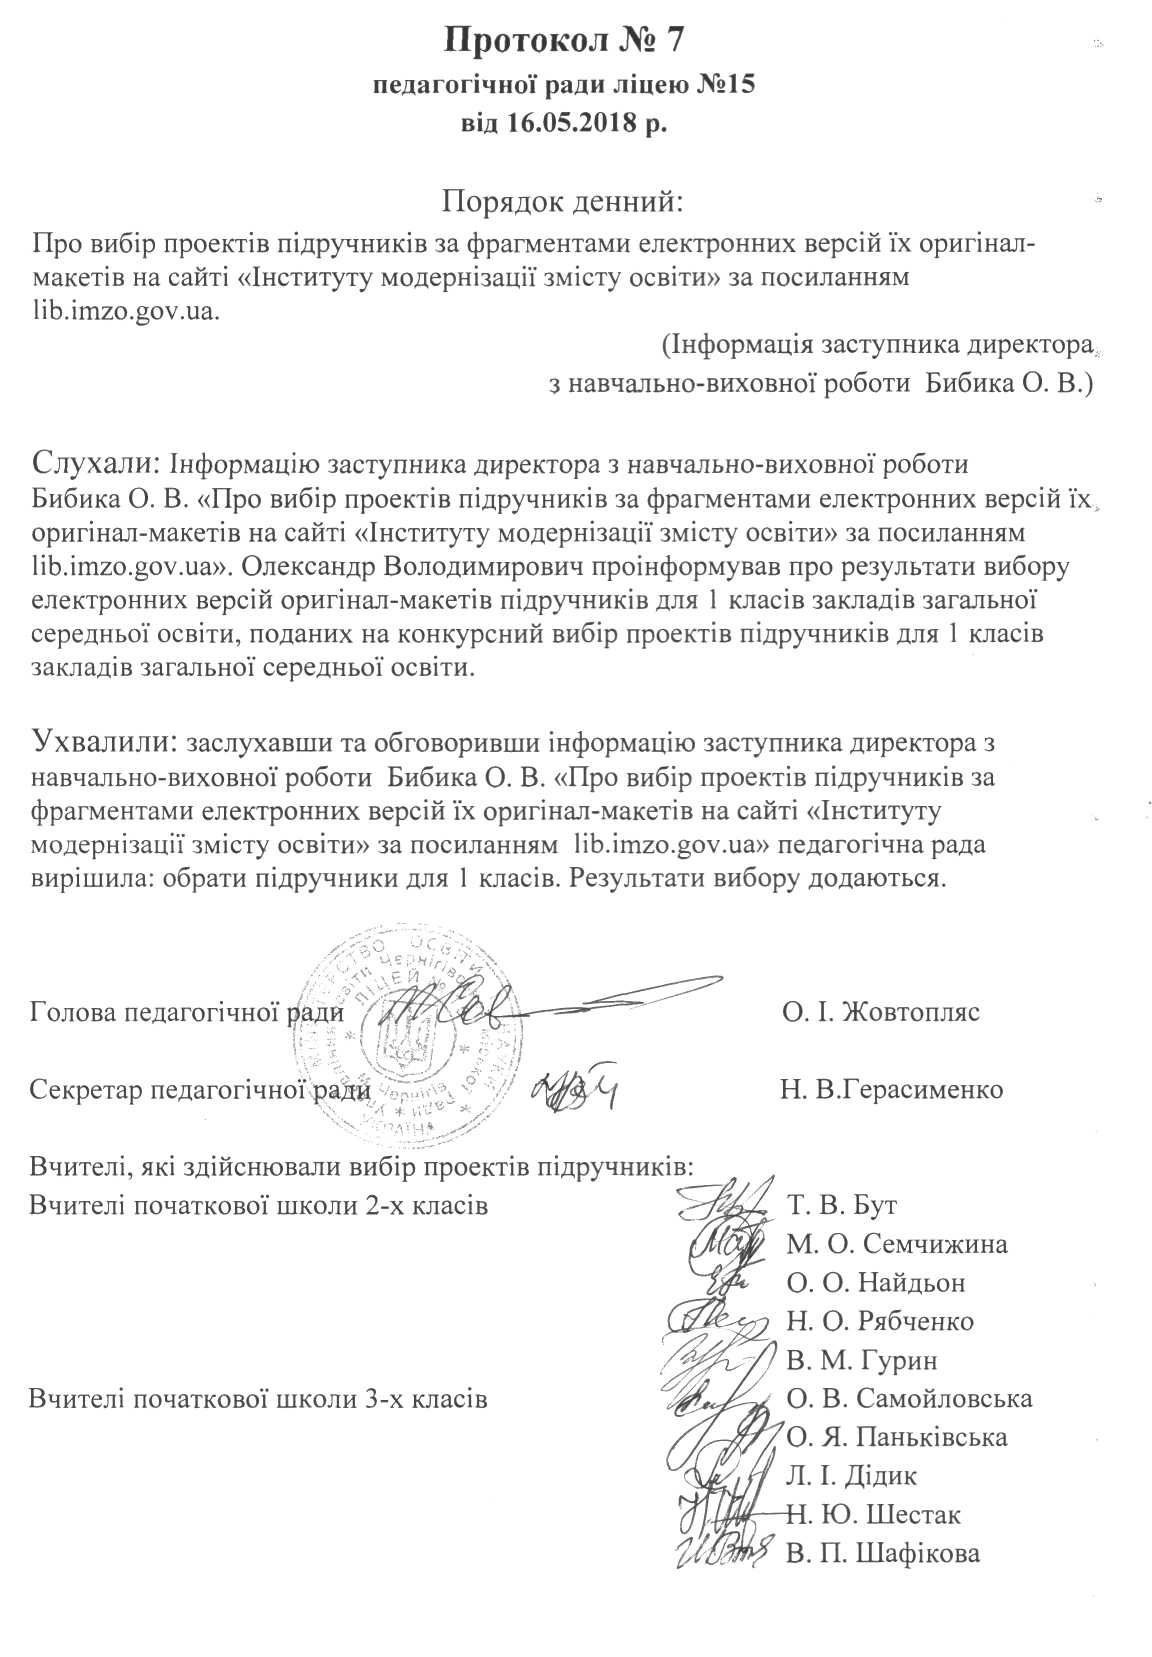 Протокол № 7
педагогічної ради ліцею №15
від 16.05.2018 р.
Порядок денний:
Про вибір проектів підручників за фрагментами електронних версій їх оригінал-
макетів на сайті «Інституту модернізації змісту освіти» за посиланням
lib.imzo.gov.ua.
(Інформація заступника директора
з навчально-виховної роботи Бибика О. В.)
Слухали: Інформацію заступника директора з навчально-виховної роботи
Бибика О. В. «Про вибір проектів підручників за фрагментами електронних версій їх
оригінал-макетів на сайті «Інституту модернізації змісту освіти» за посиланням
lib.imzo.gov.ua». Олександр Володимирович проінформував про результати вибору
електронних версій оригінал-макетів підручників для 1 класів закладів загальної
середньої освіти, поданих на конкурсний вибір проектів підручників для 1 класів
закладів загальної середньої освіти.
Ухвалили: заслухавши та обговоривши інформацію заступника директора з
навчально-виховної роботи Бибика О. В. «Про вибір проектів підручників за
фрагментами електронних версій їх оригінал-макетів на сайті «Інституту
модернізації змісту освіти» за посиланням lib.imzo.gov.ua» педагогічна рада
вирішила: обрати підручники для 1 класів. Результати вибору додаються.
Голова педагогічної ради О. І. Жовтопляс
Секретар педагогічної ради Н. В.Герасименко
Вчителі, які здійснювали вибір проектів підручників:
Вчителі початкової школи 2-х класів Т. В. Бут
М. О. Семчижина
О. О. Найдьон
Н. О. Рябченко
В. М. Гурин
Вчителі початкової школи 3-х класів О. В. Самойловська
О. Я. Паньківська
Л. І. Дідик
Н. Ю. Шестак
В. П. Шафікова